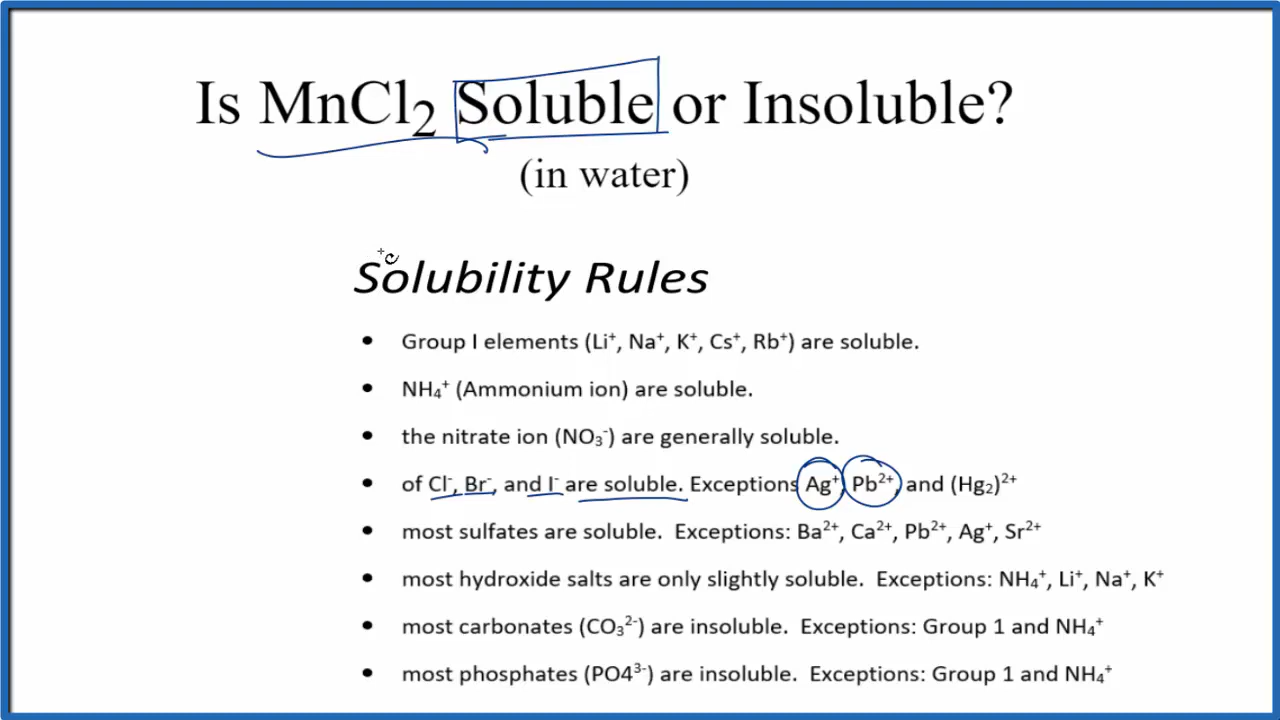 Is MnCl₂ Soluble or Insoluble?
(in water)
Solubility Rules
• Group I elements (Li⁺, Na⁺, K⁺, Cs⁺, Rb⁺) are soluble.
• NH₄⁺ (Ammonium ion) are soluble.
• the nitrate ion (NO₃⁻) are generally soluble.
• of Cl⁻, Br⁻, and I⁻ are soluble. Exceptions Ag⁺, Pb²⁺, and (Hg₂)²⁺
• most sulfates are soluble. Exceptions: Ba²⁺, Ca²⁺, Pb²⁺, Ag⁺, Sr²⁺
• most hydroxide salts are only slightly soluble. Exceptions: NH₄⁺, Li⁺, Na⁺, K⁺
• most carbonates (CO₃²⁻) are insoluble. Exceptions: Group 1 and NH₄⁺
• most phosphates (PO4³⁻) are insoluble. Exceptions: Group 1 and NH₄⁺